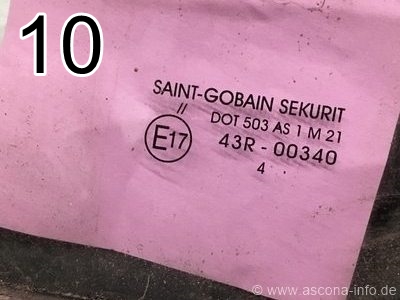 10
SAINT-GOBAIN SEKURIT
//
DOT 503 AS 1 M 21
E17
43R - 00340
4
© www.ascona-info.de